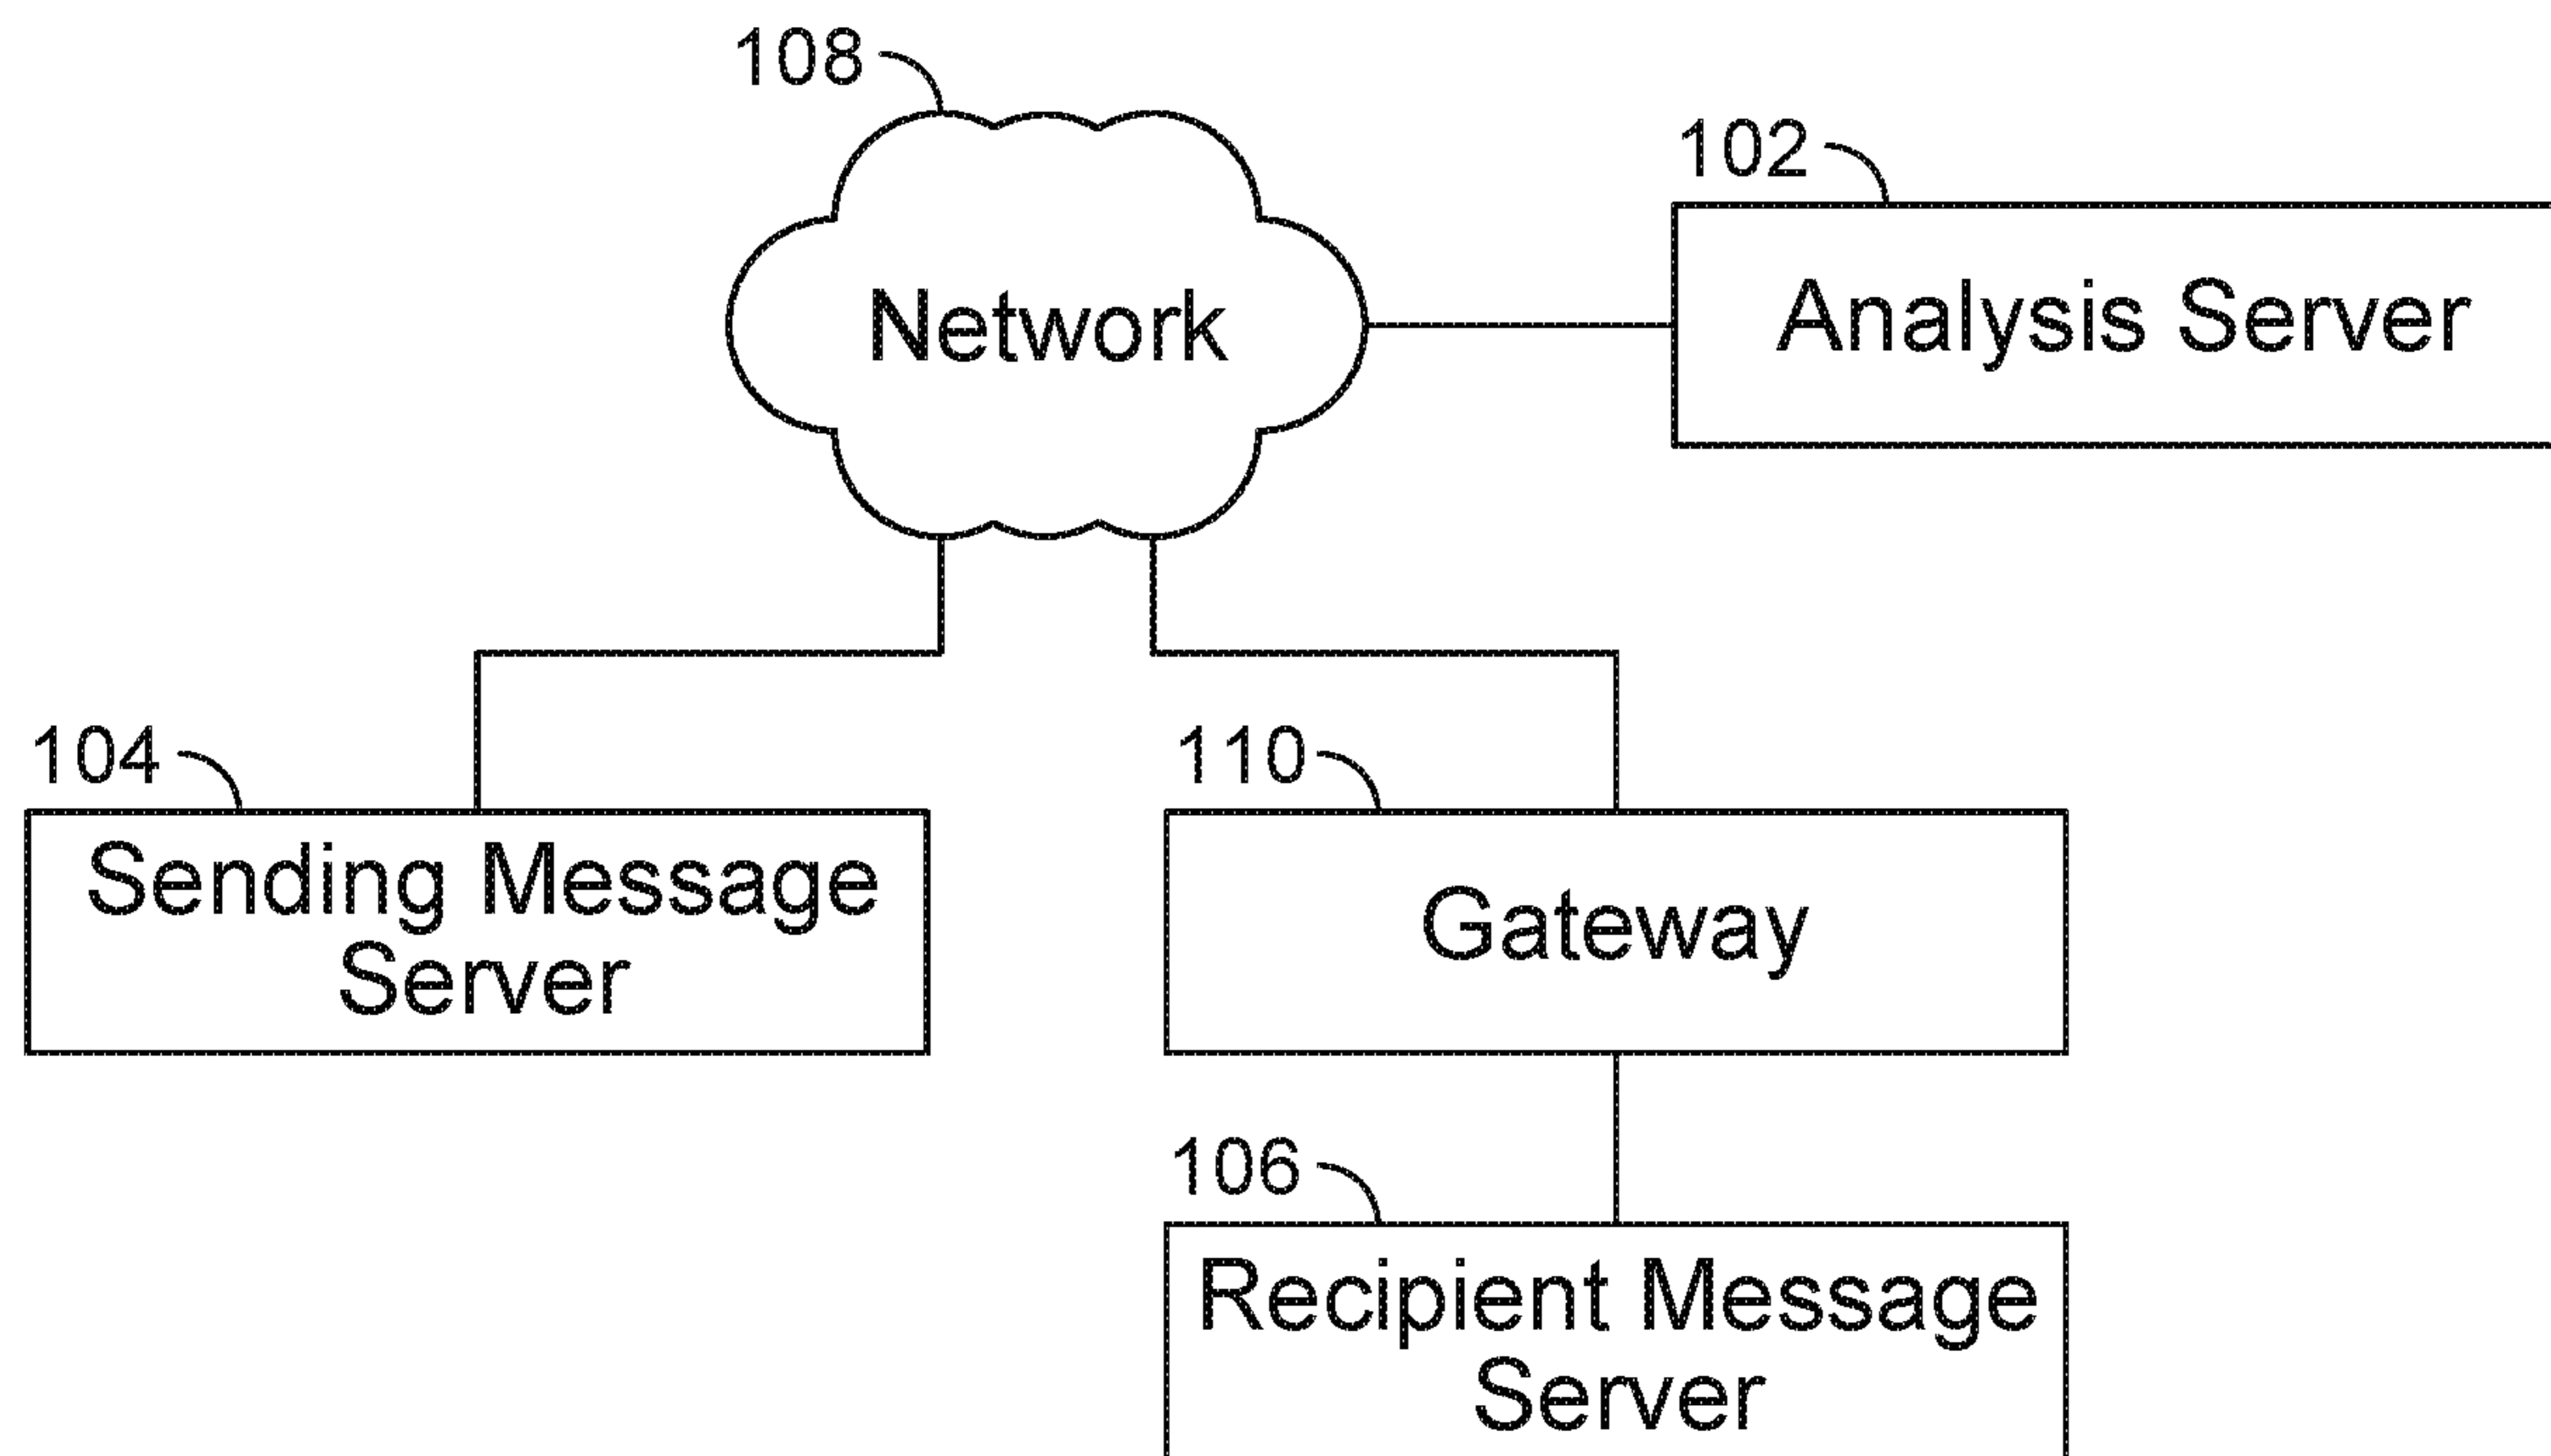 108
102
Network
Analysis Server
104
110
Sending Message
Server
Gateway
106
Recipient Message
Server